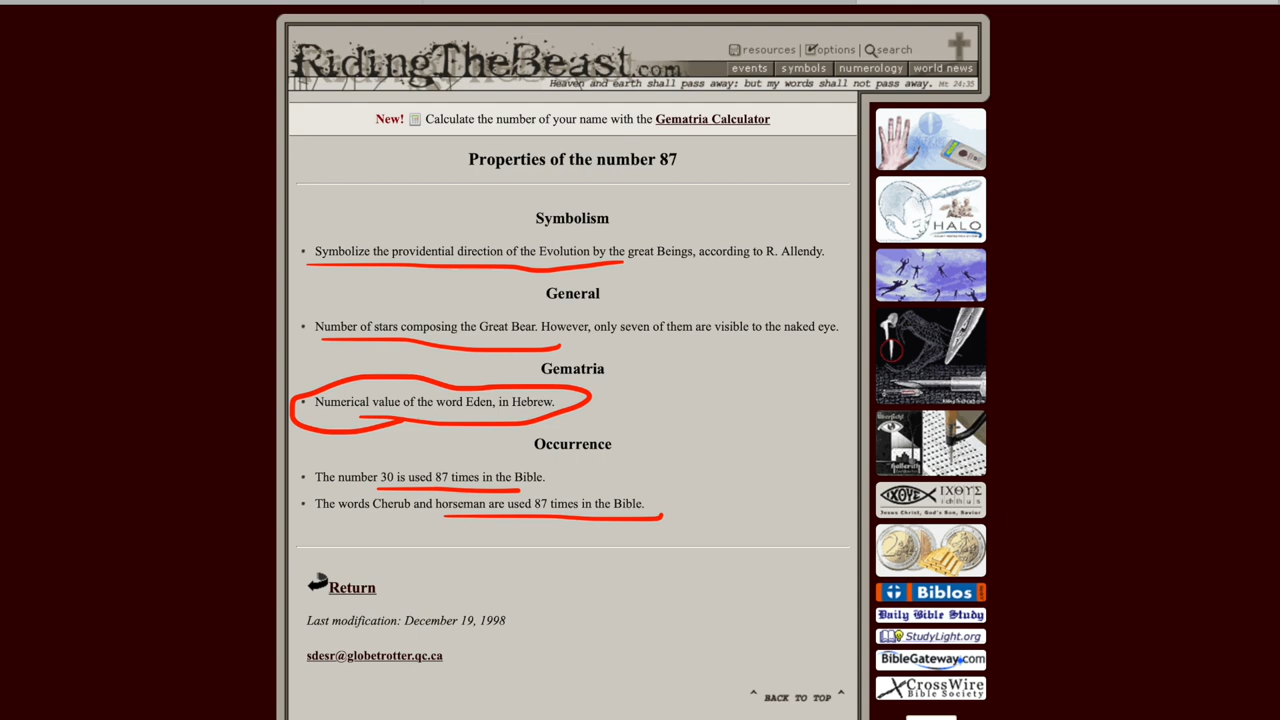 RidingTheBeast.com
resources | options | search
events symbols numerology world news
Heaven and earth shall pass away: but my words shall not pass away. Mt 24:35
New! Calculate the number of your name with the Gematria Calculator
Properties of the number 87
Symbolism
• Symbolize the providential direction of the Evolution by the great Beings, according to R. Allendy.
General
• Number of stars composing the Great Bear. However, only seven of them are visible to the naked eye.
Gematria
• Numerical value of the word Eden, in Hebrew.
Occurrence
• The number 30 is used 87 times in the Bible.
• The words Cherub and horseman are used 87 times in the Bible.
Return
Last modification: December 19, 1998
sdesr@globetrotter.qc.ca
^ BACK TO TOP ^
HALO
ΙΧΘΥΣ
ΙΧΘΥΣ
ichthus
Jesus Christ, God's Son, Savior
Biblos.com
Daily Bible Study
StudyLight.org
BibleGateway.com
CrossWire
Bible Society